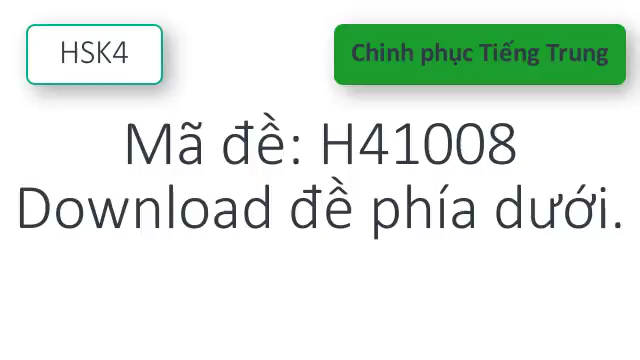 HSK4
Chinh phục Tiếng Trung
Mã đề: H41008
Download đề phía dưới.